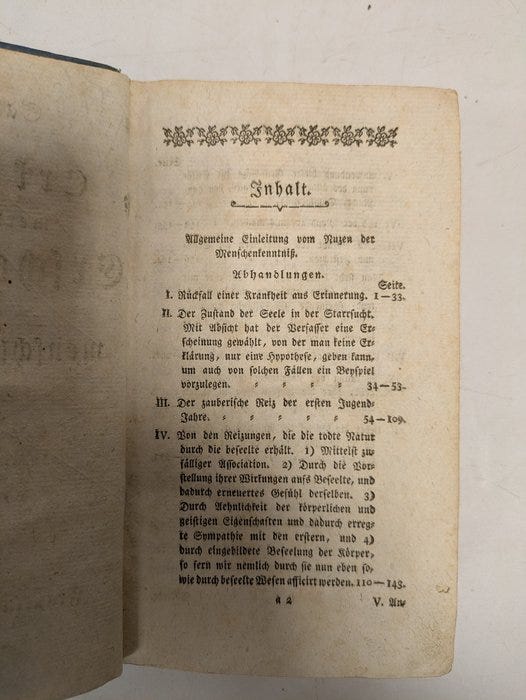 Inhalt.
Allgemeine Einleitung vom Nuzen der
Menschenkenntniß.
Abhandlungen.
Seite.
I. Rückfall einer Krankheit aus Erinnerung. 1—33.
II. Der Zustand der Seele in der Starrsucht.
Mit Absicht hat der Verfasser eine Er-
scheinung gewählt, von der man keine Er-
klärung, nur eine Hypothese, geben kann,
um auch von solchen Fällen ein Beyspiel
vorzulegen. 34—53.
III. Der zauberische Reiz der ersten Jugend-
Jahre. 54—109.
IV. Von den Reizungen, die die todte Natur
durch die beseelte erhält. 1) Mittelst zu-
fälliger Association. 2) Durch die Vor-
stellung ihrer Wirkungen aufs Beseelte, und
dadurch erneuertes Gefühl derselben. 3)
Durch Aehnlichkeit der körperlichen und
geistigen Eigenschaften und dadurch erreg-
te Sympathie mit den erstern, und 4)
durch eingebildete Beseelung der Körper,
so fern wir nemlich durch sie nun eben so,
wie durch beseelte Wesen afficirt werden. 110—143.
a 2 V. An-